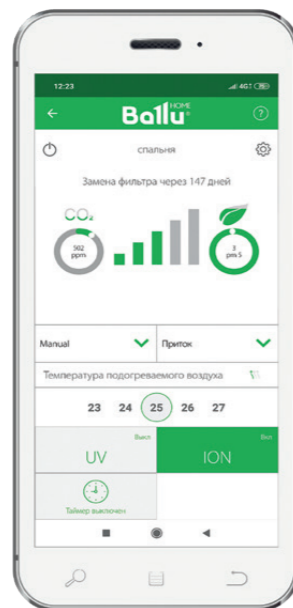 12:23
4G
Ballu HOME
?
спальня
Замена фильтра через 147 дней
CO₂
502
ppm
3
pm 5
Manual
Приток
Температура подогреваемого воздуха
23 24 25 26 27
Выкл
UV
Вкл
ION
Таймер выключен